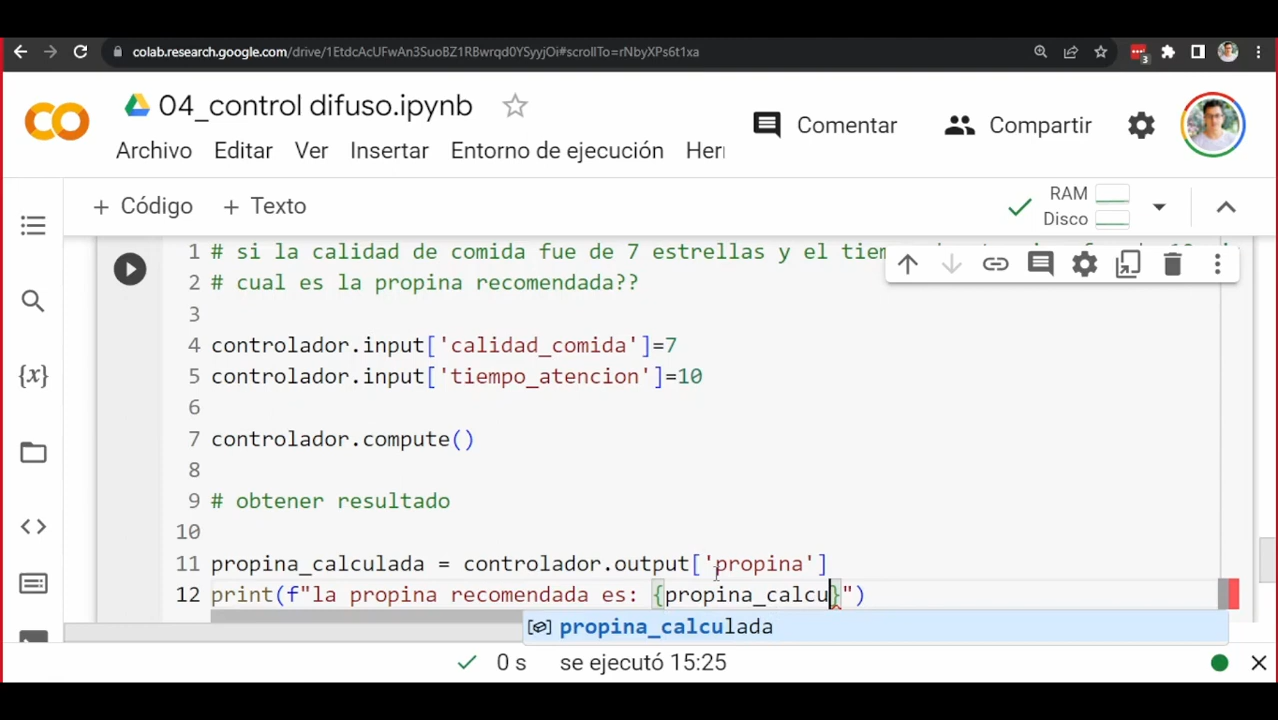 colab.research.google.com/drive/1EtdcAcUFwAn3SuoBZ1RBwrqd0YSyyjOi#scrollTo=rNbyXPs6t1xa
3
04_control difuso.ipynb
Comentar
Compartir
Archivo Editar Ver Insertar Entorno de ejecución Her
+ Código + Texto
RAM
Disco
1 # si la calidad de comida fue de 7 estrellas y el tiem
2 # cual es la propina recomendada??
3
4 controlador.input['calidad_comida']=7
5 controlador.input['tiempo_atencion']=10
6
7 controlador.compute()
8
9 # obtener resultado
10
11 propina_calculada = controlador.output['propina']
12 print(f"la propina recomendada es: {propina_calcu}")
propina_calculada
0 s se ejecutó 15:25